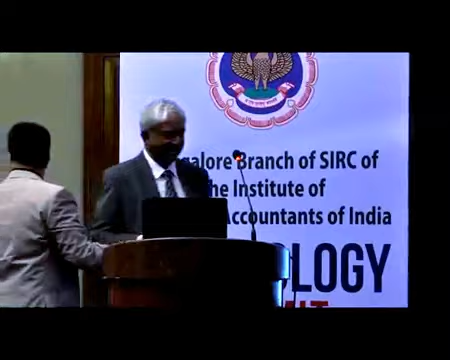 galore Branch of SIRC of
he Institute of
Accountants of India
OLOGY